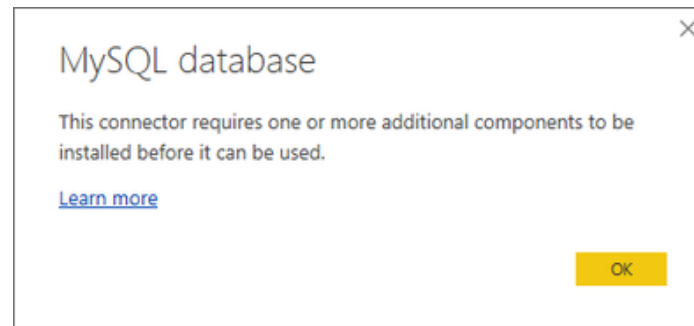 MySQL database
This connector requires one or more additional components to be
installed before it can be used.
Learn more
OK